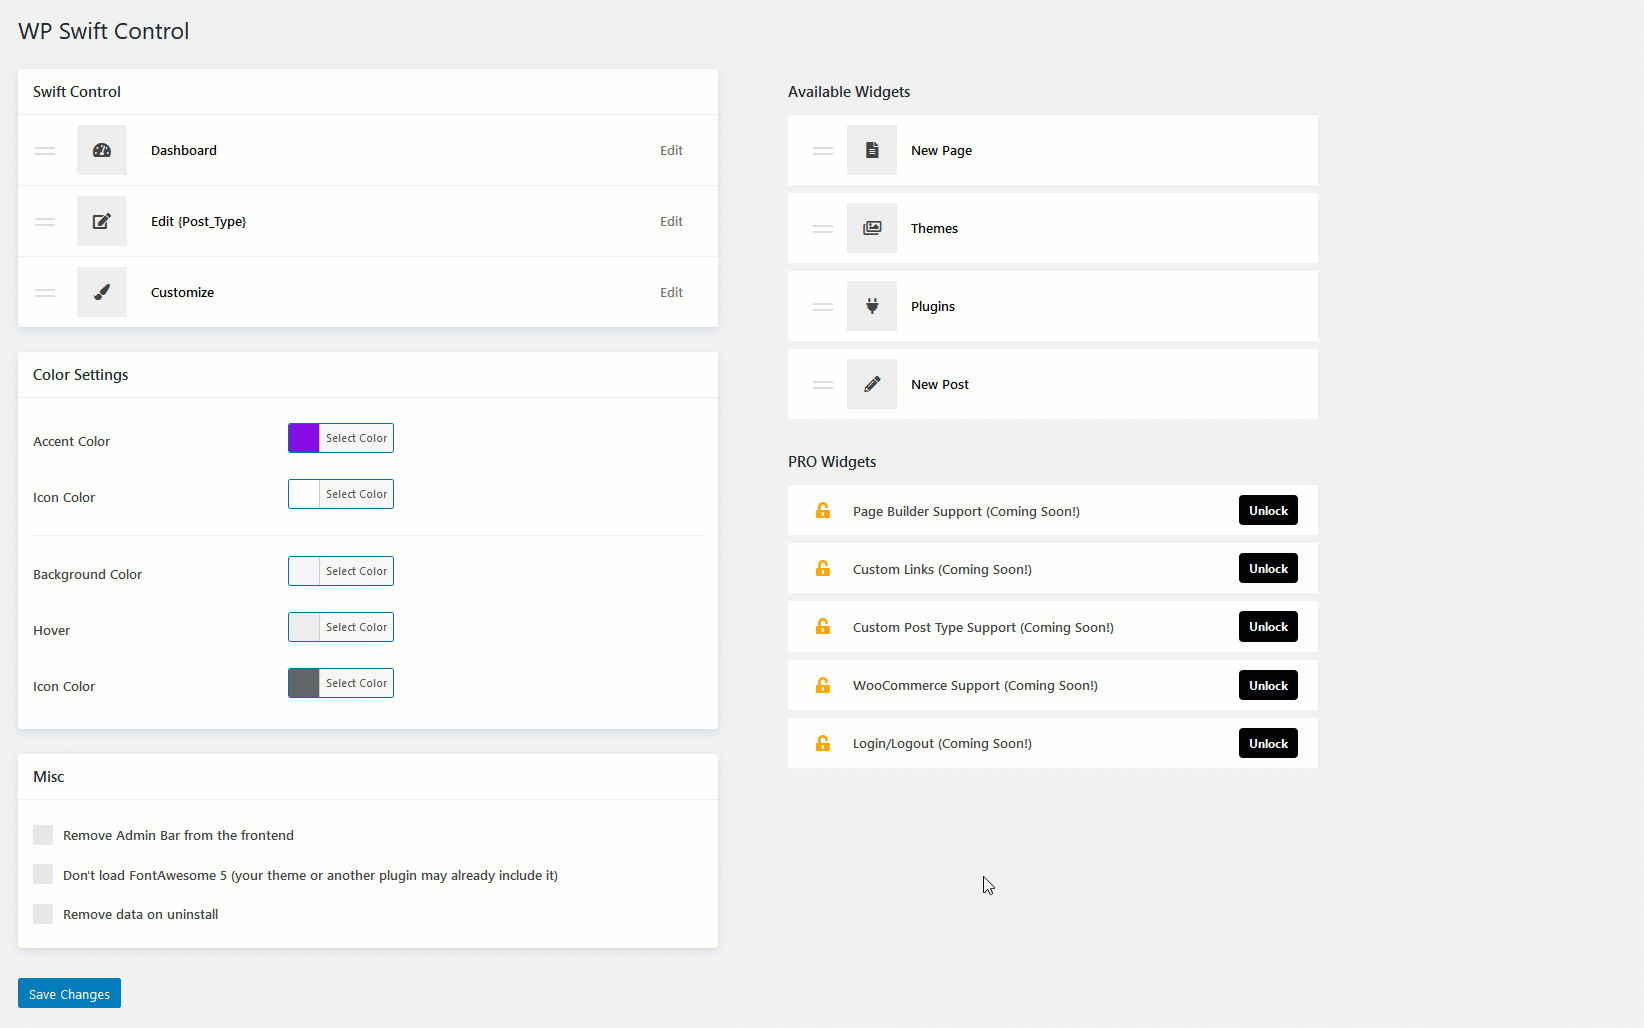 WP Swift Control
Swift Control
Dashboard
Edit
Edit {Post_Type}
Edit
Customize
Edit
Color Settings
Accent Color
Select Color
Icon Color
Select Color
Background Color
Select Color
Hover
Select Color
Icon Color
Select Color
Misc
Remove Admin Bar from the frontend
Don't load FontAwesome 5 (your theme or another plugin may already include it)
Remove data on uninstall
Save Changes
Available Widgets
New Page
Themes
Plugins
New Post
PRO Widgets
Page Builder Support (Coming Soon!)
Unlock
Custom Links (Coming Soon!)
Unlock
Custom Post Type Support (Coming Soon!)
Unlock
WooCommerce Support (Coming Soon!)
Unlock
Login/Logout (Coming Soon!)
Unlock